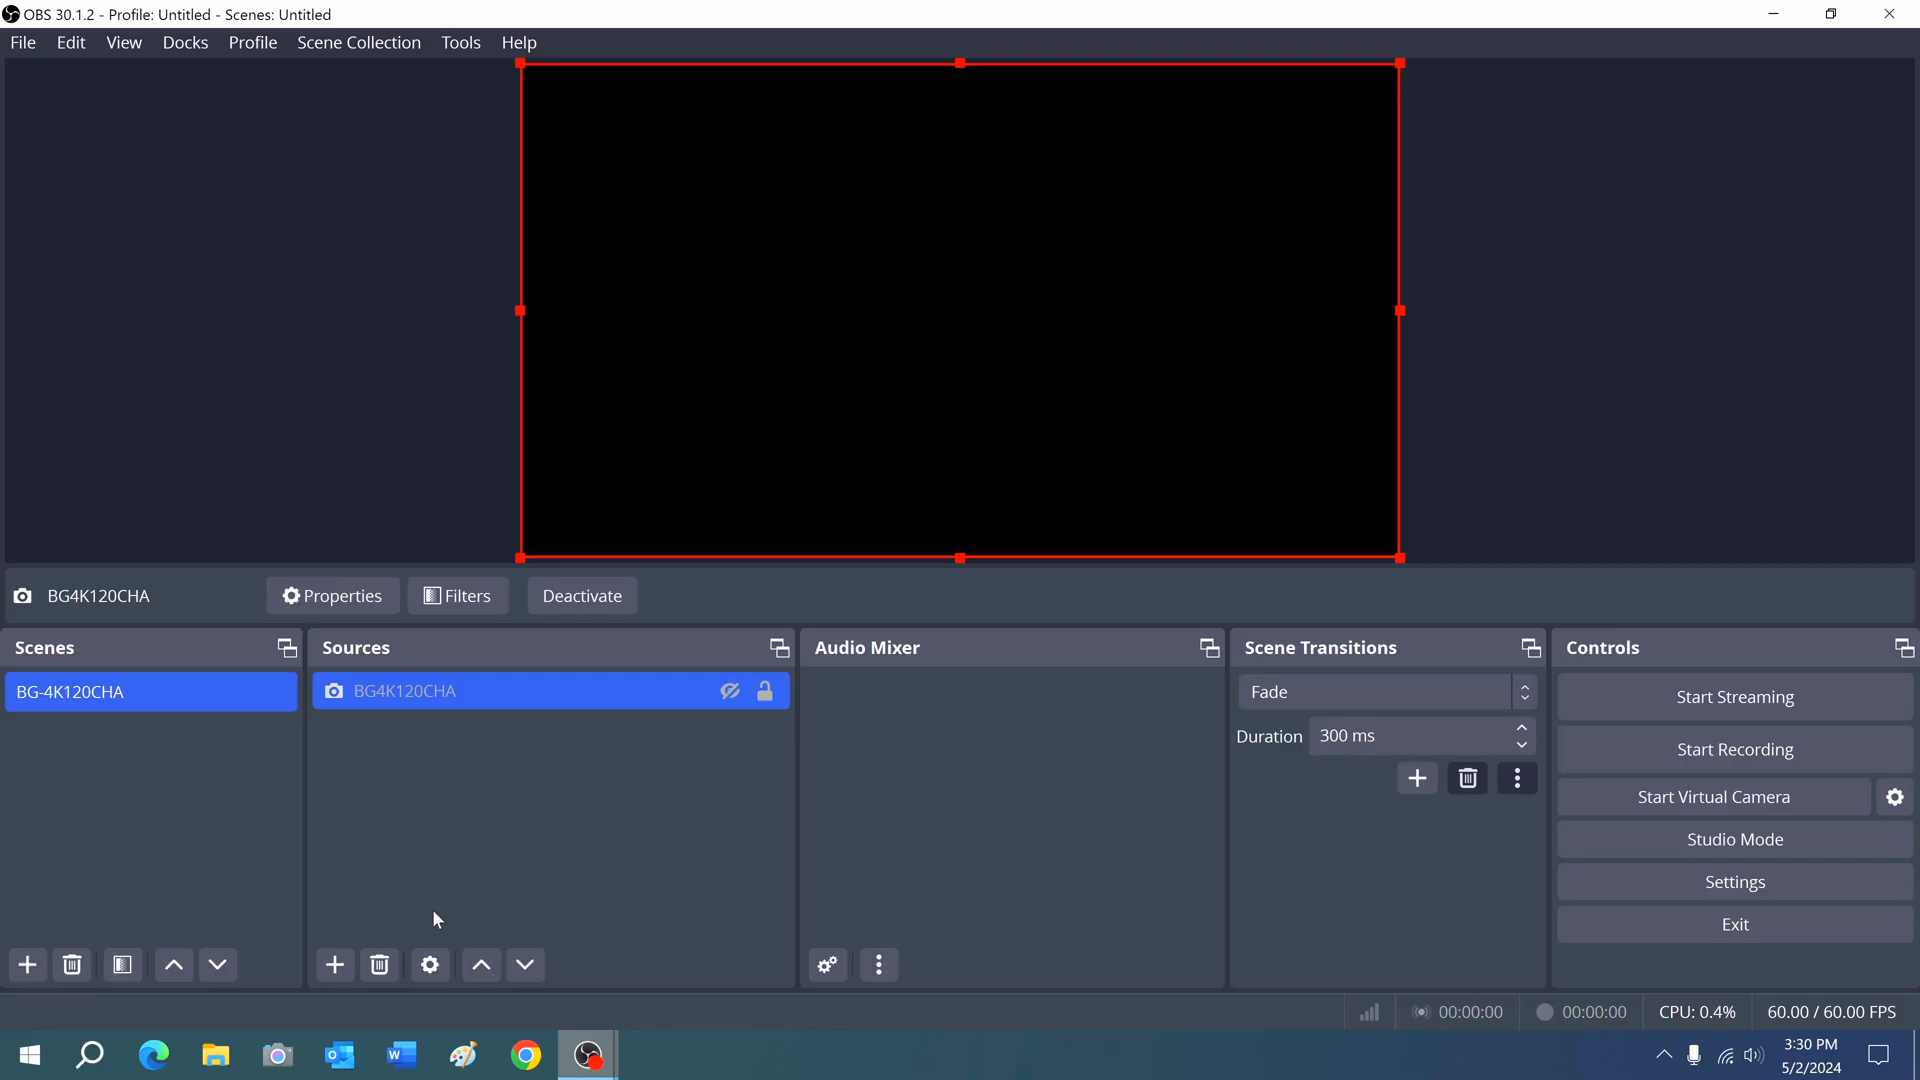 OBS 30.1.2 - Profile: Untitled - Scenes: Untitled
File Edit View Docks Profile Scene Collection Tools Help
BG4K120CHA Properties Filters Deactivate
Scenes Sources Audio Mixer Scene Transitions Controls
BG-4K120CHA BG4K120CHA Fade Start Streaming
Duration 300 ms Start Recording
Start Virtual Camera
Studio Mode
Settings
Exit
00:00:00 00:00:00 CPU: 0.4% 60.00 / 60.00 FPS
3:30 PM
5/2/2024